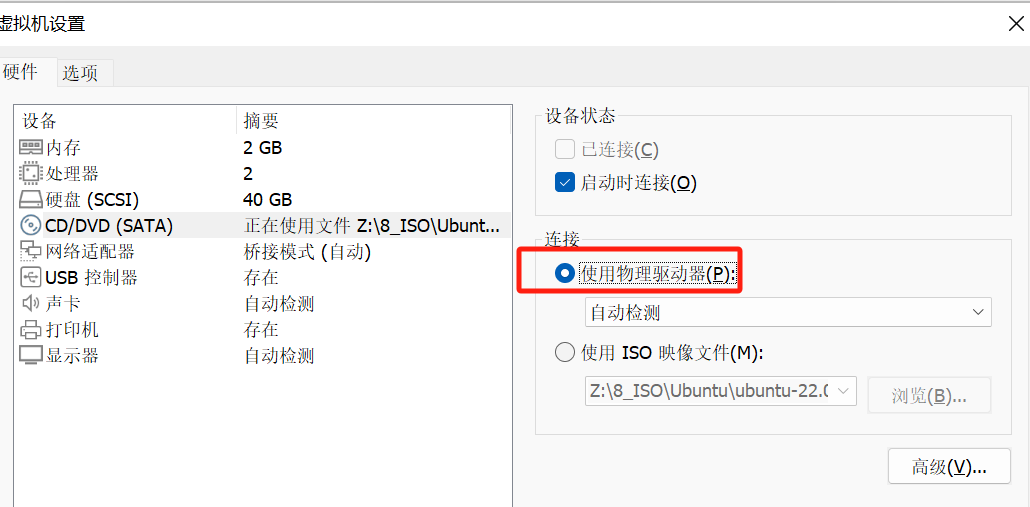 虚拟机设置
硬件 选项
设备 摘要
内存 2 GB
处理器 2
硬盘 (SCSI) 40 GB
CD/DVD (SATA) 正在使用文件 Z:\8_ISO\Ubunt...
网络适配器 桥接模式 (自动)
USB 控制器 存在
声卡 自动检测
打印机 存在
显示器 自动检测
设备状态
已连接(C)
启动时连接(O)
连接
使用物理驱动器(P):
自动检测
使用 ISO 映像文件(M):
Z:\8_ISO\Ubuntu\ubuntu-22.0
浏览(B)...
高级(V)...